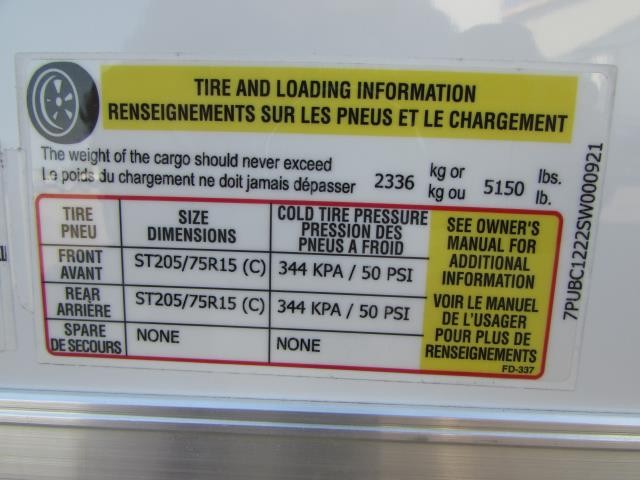 TIRE AND LOADING INFORMATION
RENSEIGNEMENTS SUR LES PNEUS ET LE CHARGEMENT
The weight of the cargo should never exceed
Le poids du chargement ne doit jamais dépasser
2336
kg or
kg ou
5150
lbs.
lb.
TIRE
PNEU
SIZE
DIMENSIONS
COLD TIRE PRESSURE
PRESSION DES
PNEUS A FROID
FRONT
AVANT
ST205/75R15 (C)
344 KPA / 50 PSI
REAR
ARRIÈRE
ST205/75R15 (C)
344 KPA / 50 PSI
SPARE
DE SECOURS
NONE
NONE
SEE OWNER'S
MANUAL FOR
ADDITIONAL
INFORMATION
VOIR LE MANUEL
DE L'USAGER
POUR PLUS DE
RENSEIGNEMENTS
FD-337
7PUBC1222SW000921